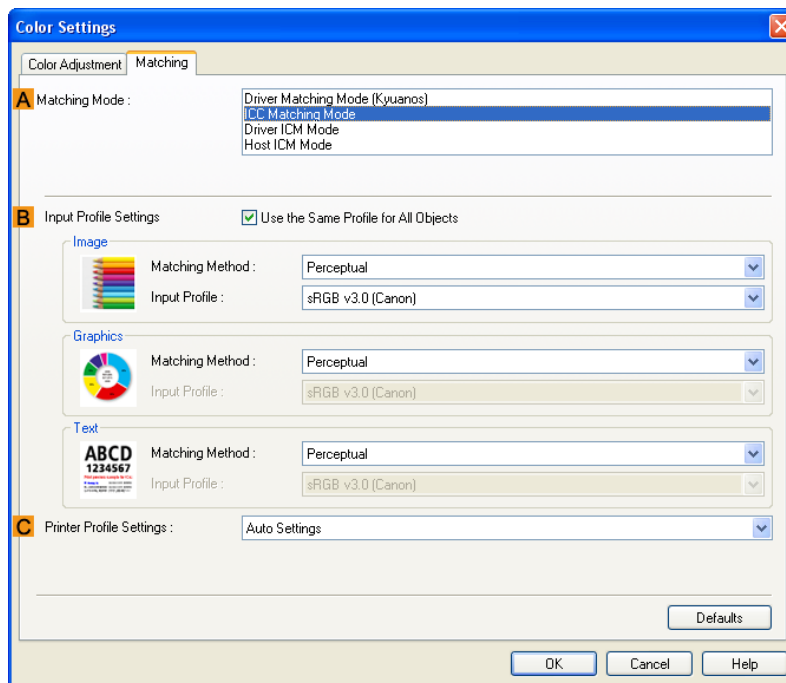 Color Settings
Color Adjustment Matching
A Matching Mode : Driver Matching Mode (Kyuanos)
ICC Matching Mode
Driver ICM Mode
Host ICM Mode
B Input Profile Settings Use the Same Profile for All Objects
Image
Matching Method : Perceptual
Input Profile : sRGB v3.0 (Canon)
Graphics
Matching Method : Perceptual
Input Profile : sRGB v3.0 (Canon)
Text
ABCD
1234567
Matching Method : Perceptual
Input Profile : sRGB v3.0 (Canon)
C Printer Profile Settings : Auto Settings
Defaults
OK Cancel Help